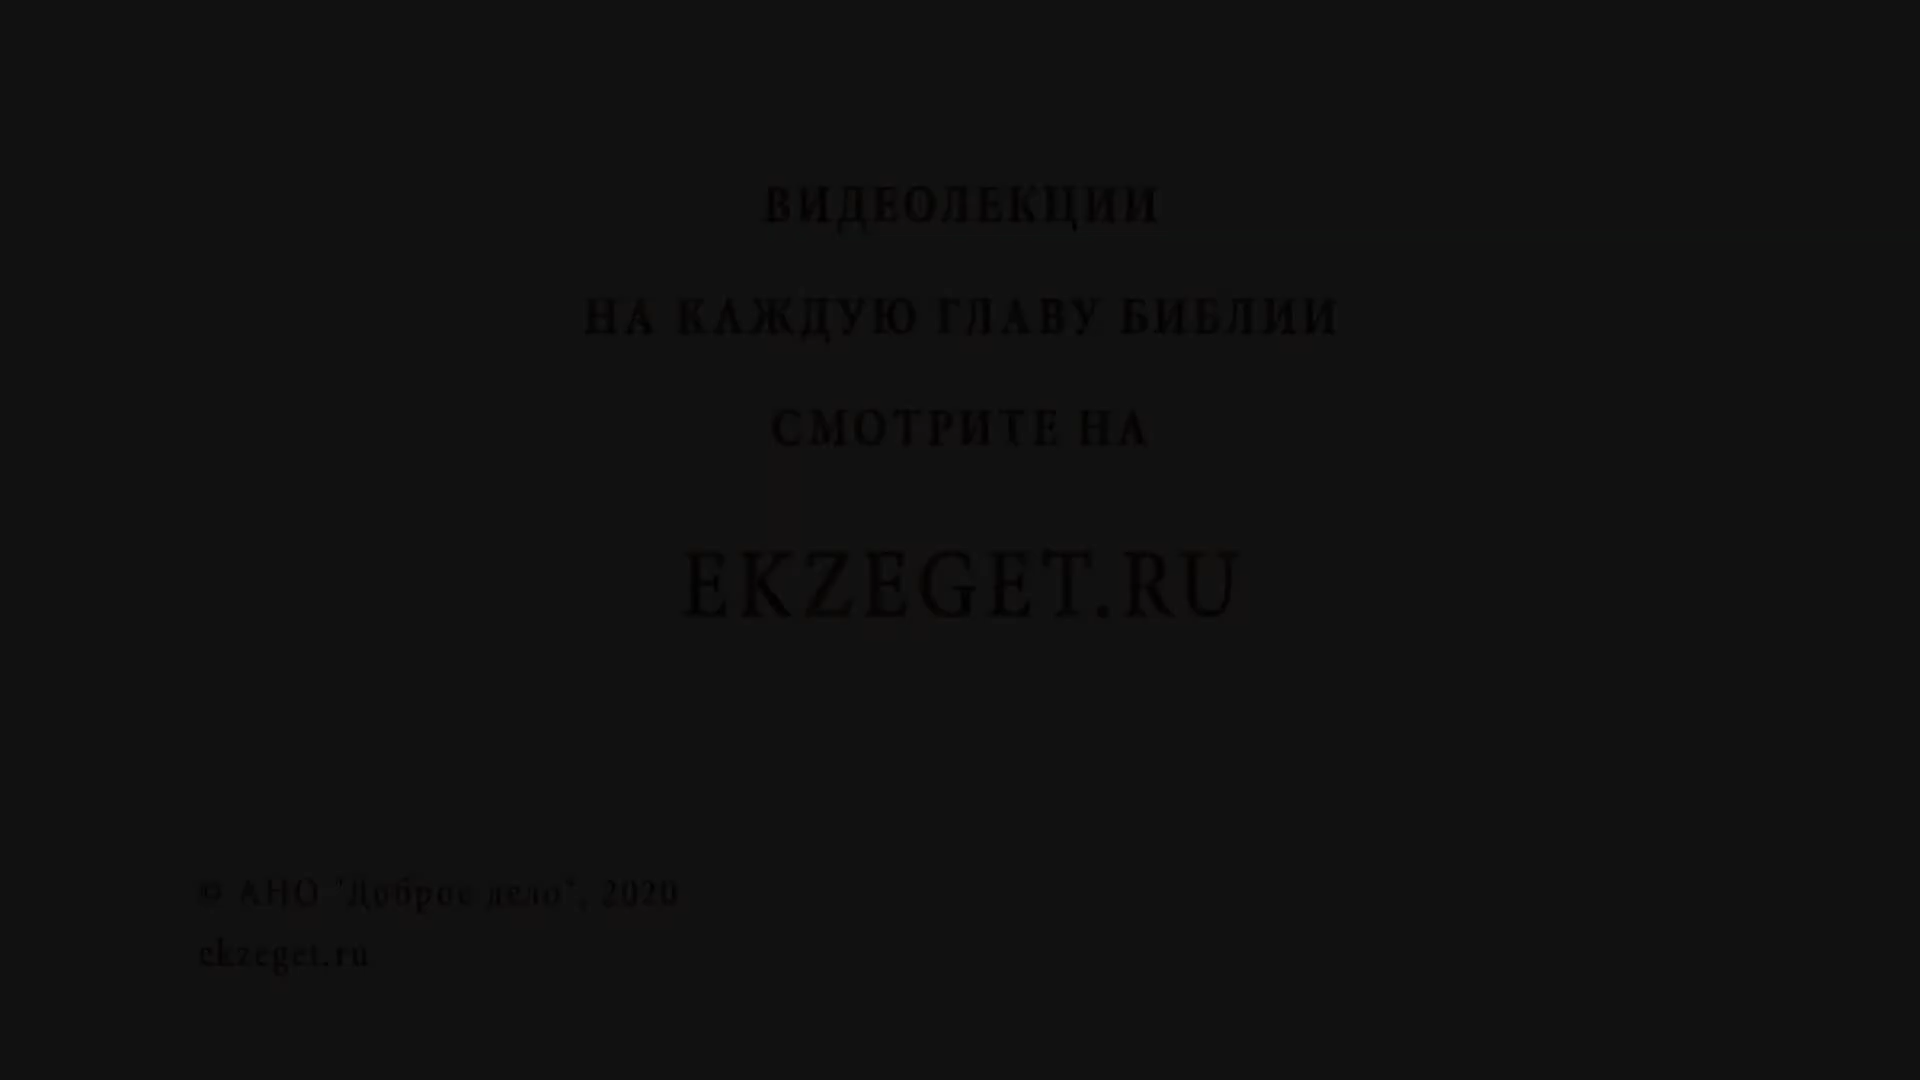 ВИДЕОЛЕКЦИИ
НА КАЖДУЮ ГЛАВУ БИБЛИИ
СМОТРИТЕ НА
EKZEGET.RU
© АНО "Доброе дело", 2020
ekzeget.ru